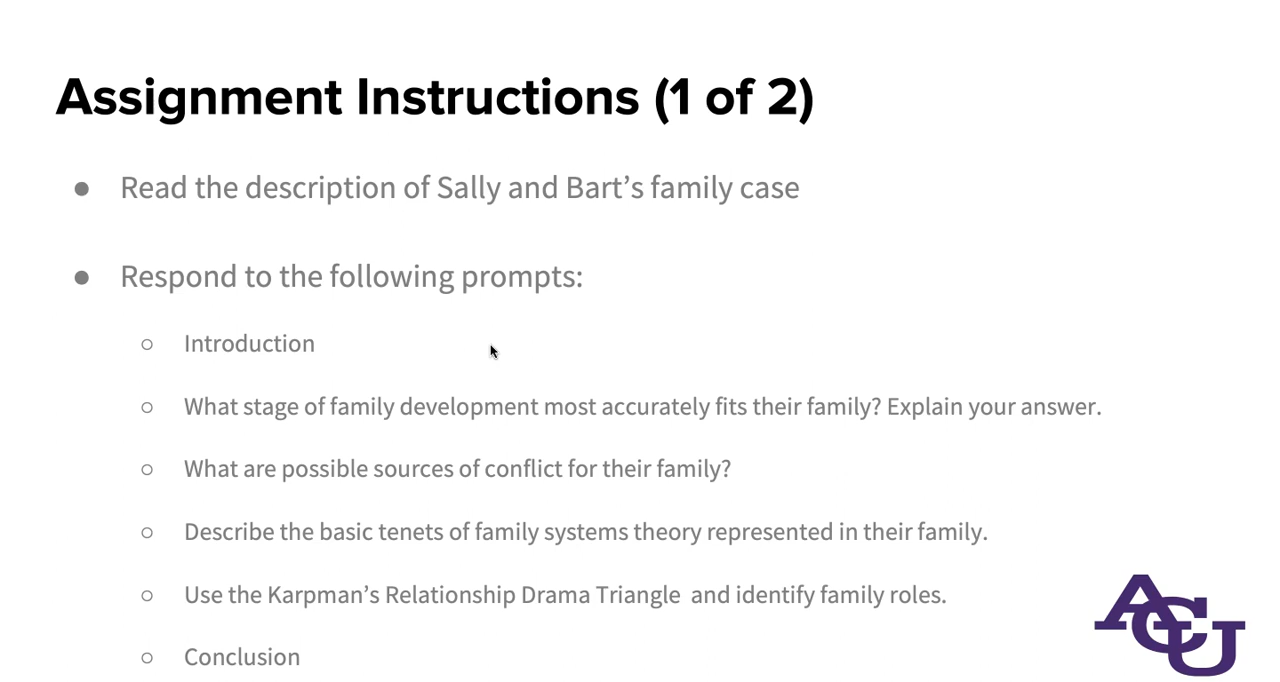 Assignment Instructions (1 of 2)
● Read the description of Sally and Bart’s family case
● Respond to the following prompts:
○ Introduction
○ What stage of family development most accurately fits their family? Explain your answer.
○ What are possible sources of conflict for their family?
○ Describe the basic tenets of family systems theory represented in their family.
○ Use the Karpman’s Relationship Drama Triangle  and identify family roles.
○ Conclusion
ACU